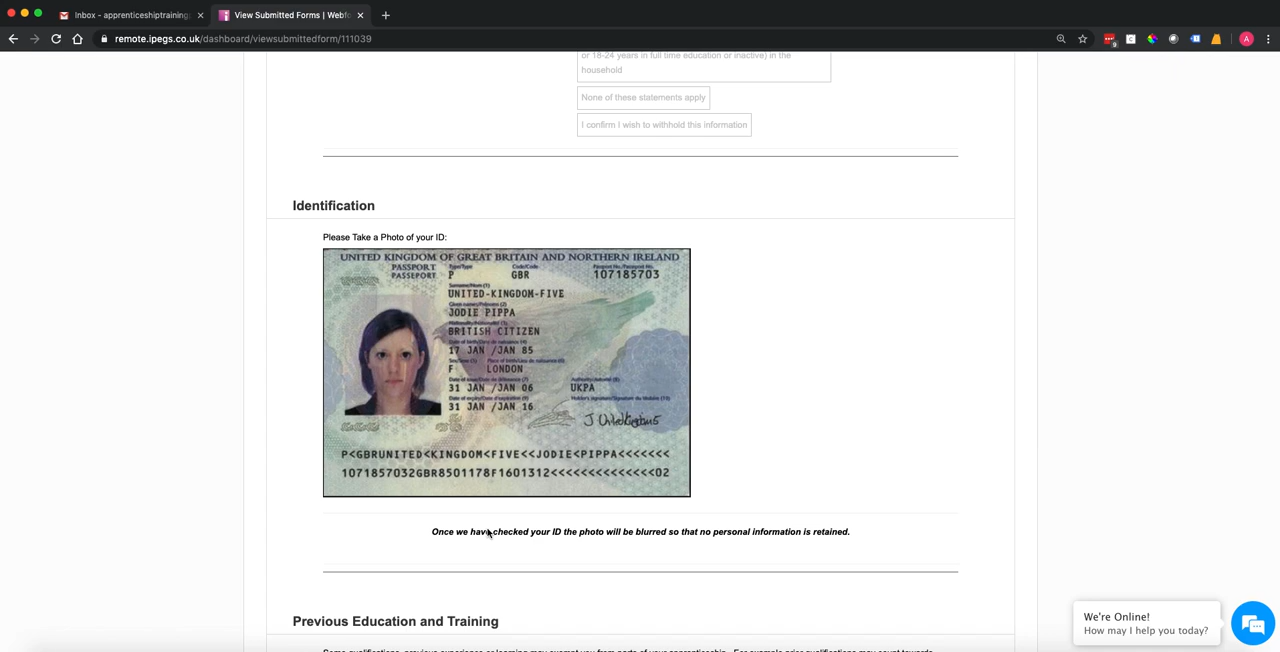 Inbox - apprenticeshiptraining
View Submitted Forms | Webfo
remote.ipegs.co.uk/dashboard/viewsubmittedform/111039
9
A
or 18-24 years in full time education or inactive) in the
household
None of these statements apply
I confirm I wish to withhold this information
Identification
Please Take a Photo of your ID:
UNITED KINGDOM OF GREAT BRITAIN AND NORTHERN IRELAND
PASSPORT
PASSEPORT
P
GBR
107185703
UNITED-KINGDOM-FIVE
JODIE PIPPA
BRITISH CITIZEN
17 JAN /JAN 85
F LONDON
31 JAN /JAN 06
UKPA
31 JAN /JAN 16
P<GBRUNITED<KINGDOM<FIVE<<JODIE<PIPPA<<<<<<<
1071857032GBR8501178F1601312<<<<<<<<<<<<<<02
Once we have checked your ID the photo will be blurred so that no personal information is retained.
Previous Education and Training
We're Online!
How may I help you today?